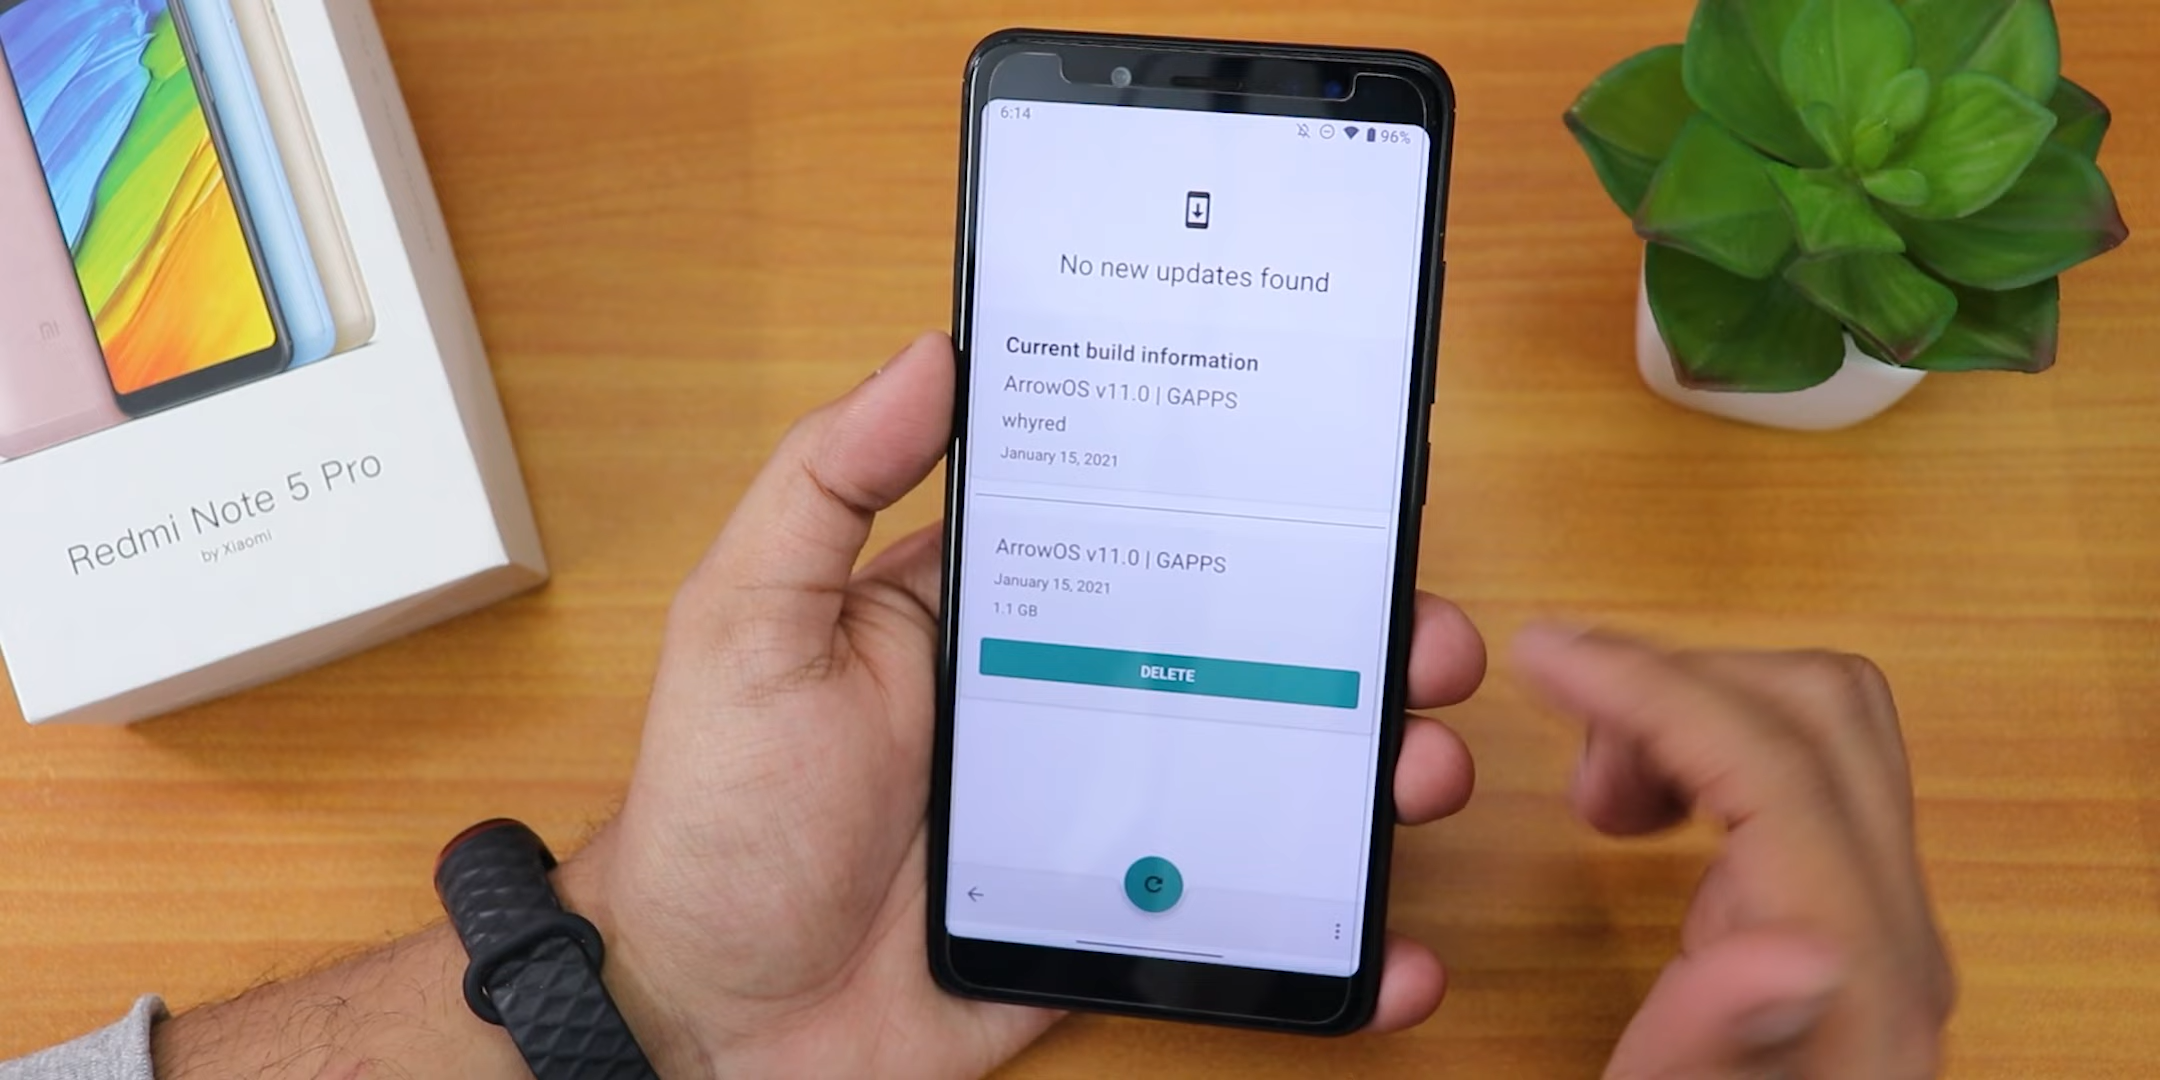 Redmi Note 5 Pro
by Xiaomi
6:14
96%
No new updates found
Current build information
ArrowOS v11.0 | GAPPS
whyred
January 15, 2021
ArrowOS v11.0 | GAPPS
January 15, 2021
1.1 GB
DELETE